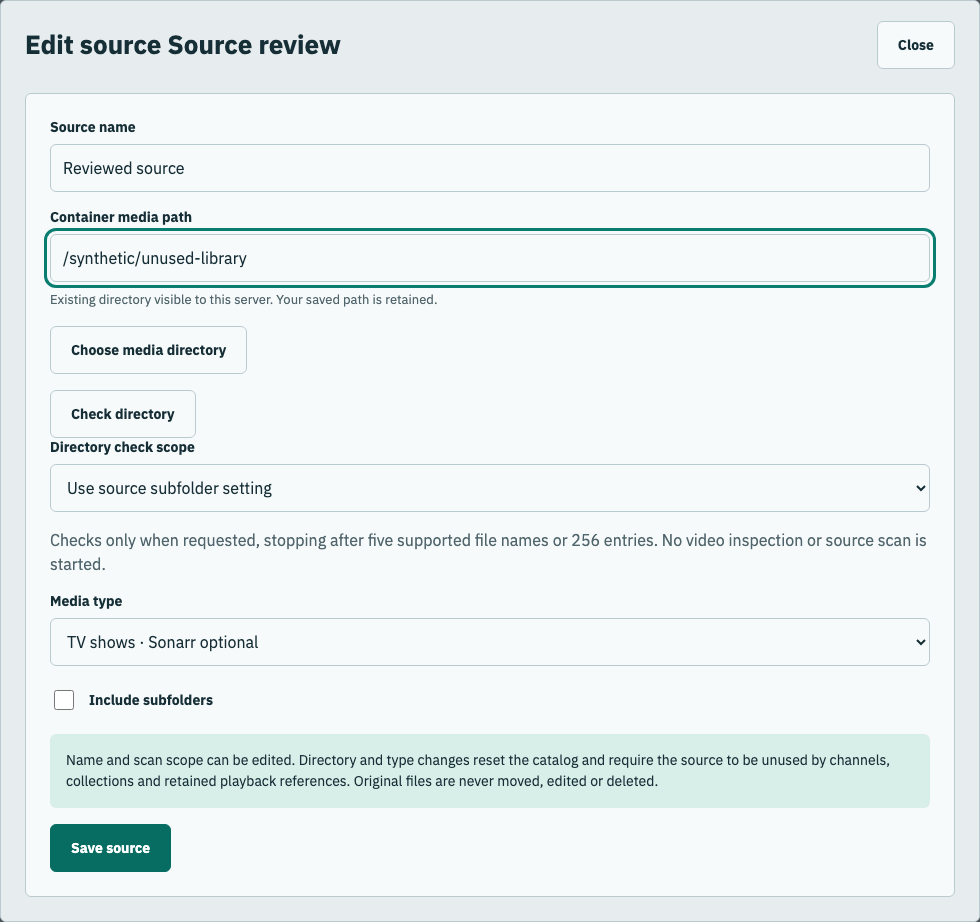 Edit source Source review
Close
Source name
Reviewed source
Container media path
/synthetic/unused-library
Existing directory visible to this server. Your saved path is retained.
Choose media directory
Check directory
Directory check scope
Use source subfolder setting
Checks only when requested, stopping after five supported file names or 256 entries. No video inspection or source scan is
started.
Media type
TV shows · Sonarr optional
Include subfolders
Name and scan scope can be edited. Directory and type changes reset the catalog and require the source to be unused by channels,
collections and retained playback references. Original files are never moved, edited or deleted.
Save source